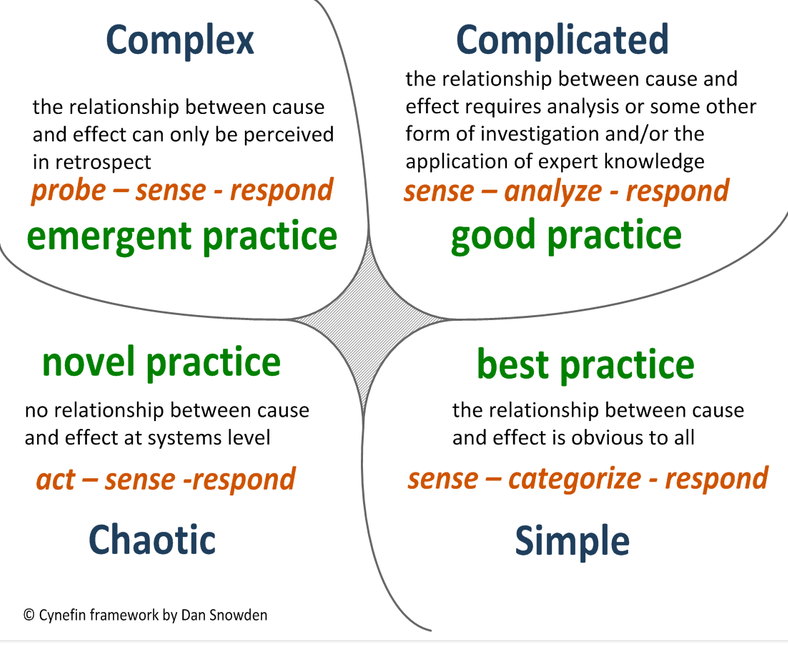 Complex
the relationship between cause
and effect can only be perceived
in retrospect
probe – sense - respond
emergent practice
Complicated
the relationship between cause and
effect requires analysis or some other
form of investigation and/or the
application of expert knowledge
sense – analyze - respond
good practice
novel practice
no relationship between cause
and effect at systems level
act – sense -respond
Chaotic
best practice
the relationship between cause
and effect is obvious to all
sense – categorize - respond
Simple
© Cynefin framework by Dan Snowden